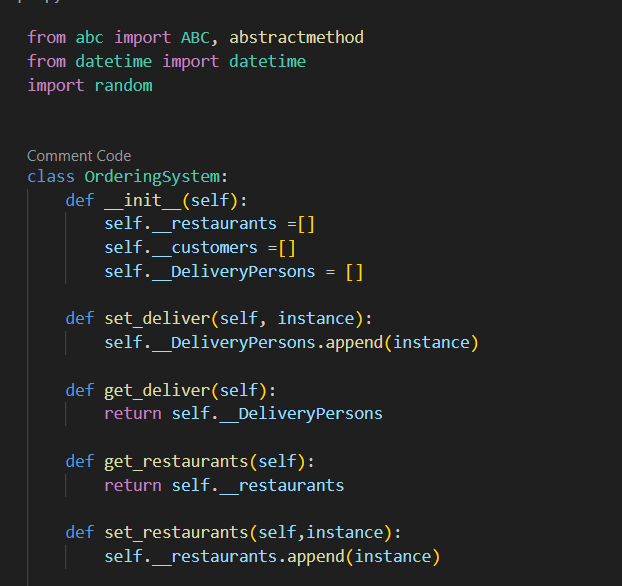 from abc import ABC, abstractmethod
from datetime import datetime
import random
Comment Code
class OrderingSystem:
    def __init__(self):
        self.__restaurants =[]
        self.__customers =[]
        self.__DeliveryPersons = []
    def set_deliver(self, instance):
        self.__DeliveryPersons.append(instance)
    def get_deliver(self):
        return self.__DeliveryPersons
    def get_restaurants(self):
        return self.__restaurants
    def set_restaurants(self,instance):
        self.__restaurants.append(instance)